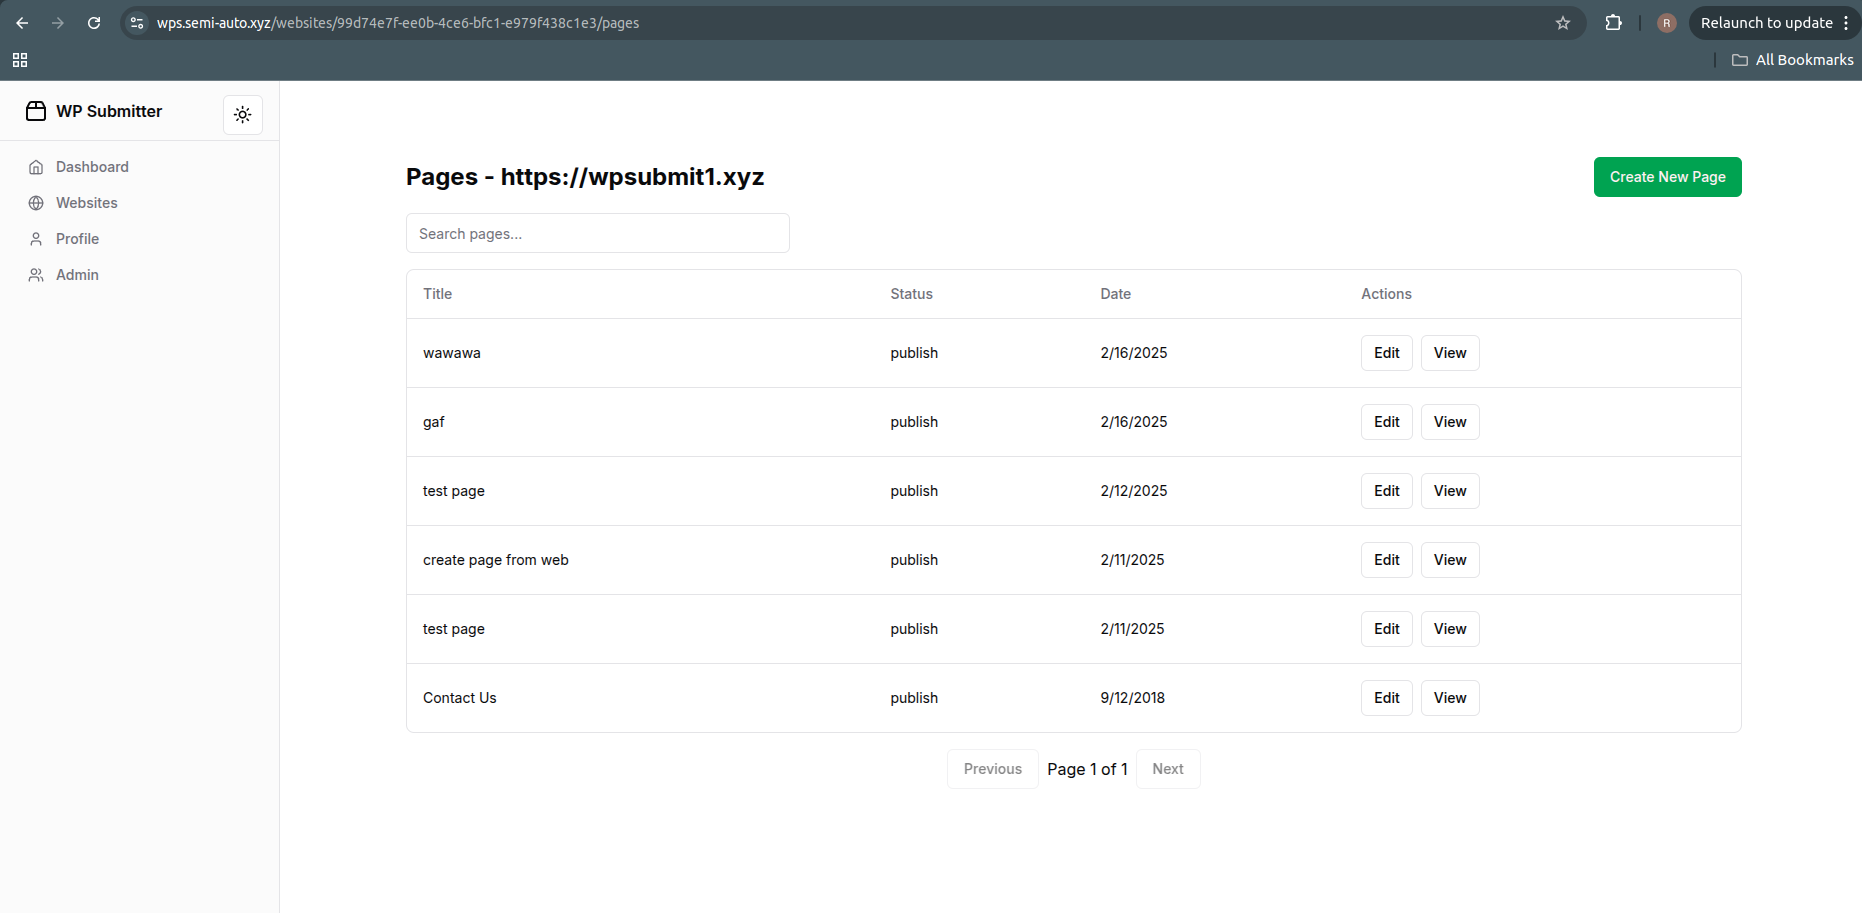 wps.semi-auto.xyz/websites/99d74e7f-ee0b-4ce6-bfc1-e979f438c1e3/pages
R
Relaunch to update
All Bookmarks
WP Submitter
Dashboard
Websites
Profile
Admin
Pages - https://wpsubmit1.xyz
Create New Page
Search pages...
Title Status Date Actions
wawawa publish 2/16/2025 Edit View
gaf publish 2/16/2025 Edit View
test page publish 2/12/2025 Edit View
create page from web publish 2/11/2025 Edit View
test page publish 2/11/2025 Edit View
Contact Us publish 9/12/2018 Edit View
Previous Page 1 of 1 Next